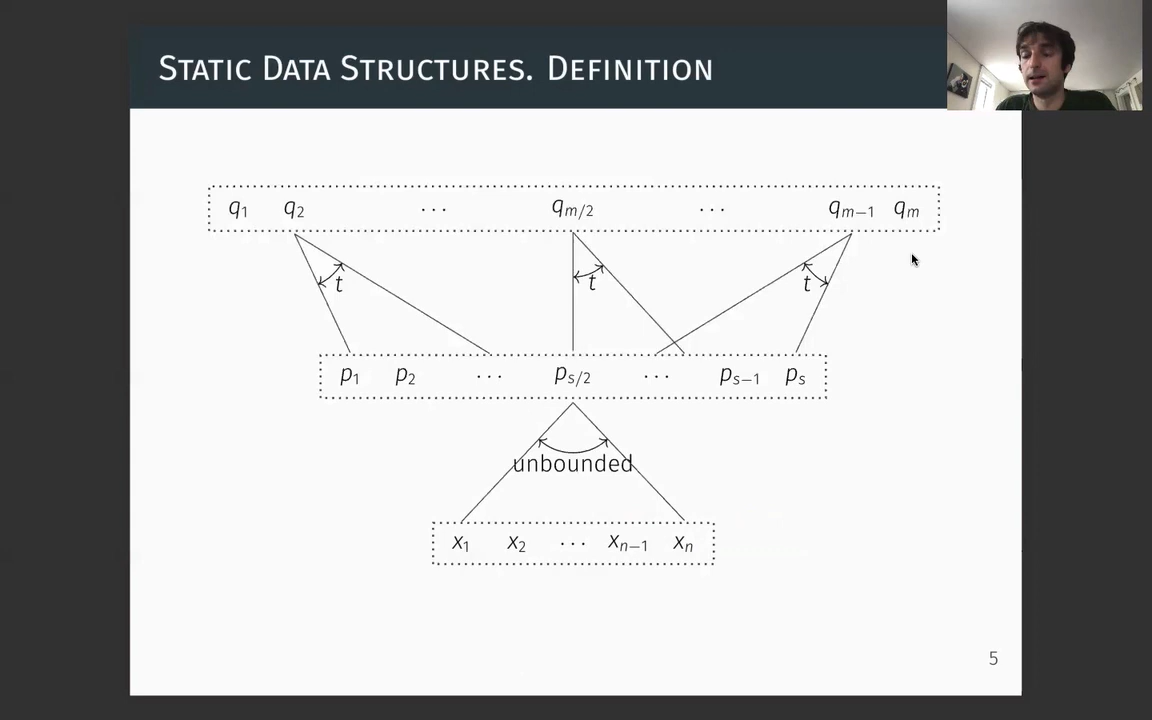 STATIC DATA STRUCTURES. DEFINITION
q₁ q₂ ··· qₘ/₂ ··· qₘ₋₁ qₘ
t t t
p₁ p₂ ··· pₛ/₂ ··· pₛ₋₁ pₛ
unbounded
x₁ x₂ ··· xₙ₋₁ xₙ
5